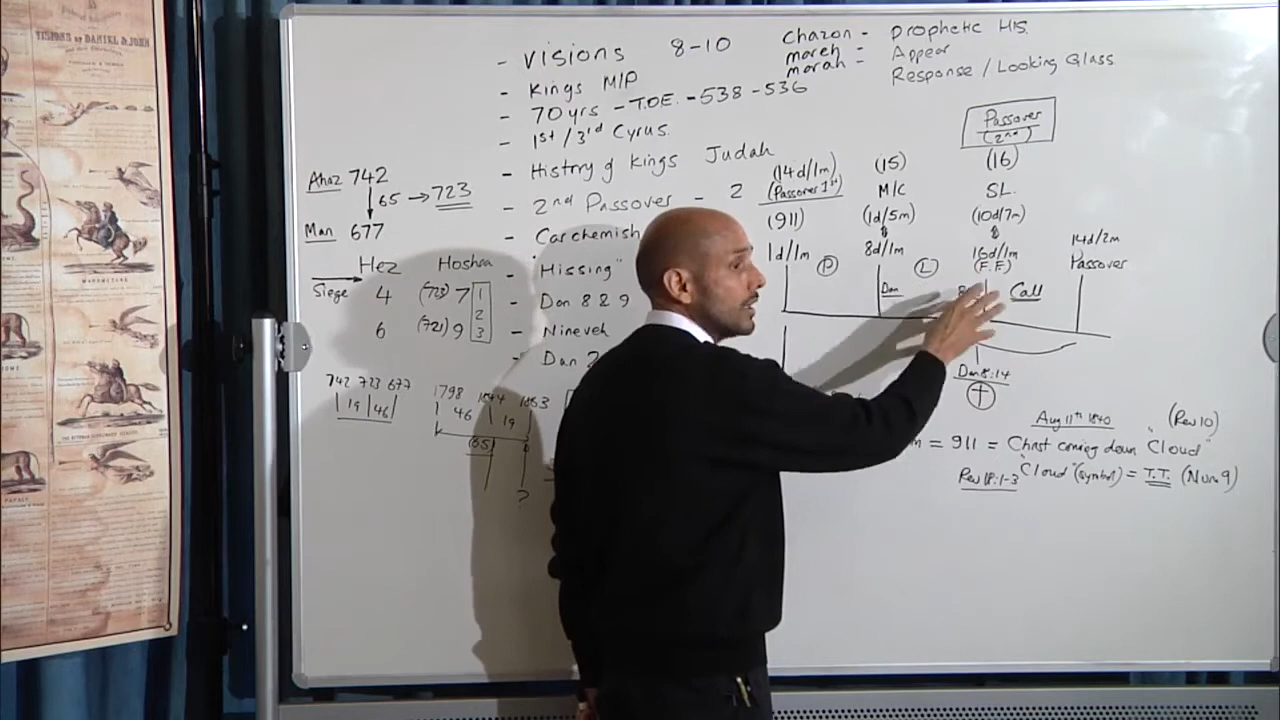 VISIONS OF DANIEL & JOHN
- Visions 8-10
- Kings M/P
- 70 yrs - T.O.E. - 538 - 536
- 1st / 3rd Cyrus
- History of Kings Judah
- 2nd Passover - 2
- Carchemish
- "Hissing"
- Dan 8 & 9
- Nineveh
- Dan 2
chazon - prophetic His.
mareh - Appear
marah - Response / Looking Glass
Ahaz 742
65 → 723
Man 677
Hez Hoshea
Siege 4 (723) 7 1
2
6 (721) 9 3
742 723 677
19 46
1798 1844 1863
46 19
65
?
Passover
(2nd)
(14d/1m) (15) (16)
(Passover 1st) M/C SL.
(911) (1d/5m) (10d/7m)
1d/1m 8d/1m 16d/1m 14d/2m
(F.F) Passover
P L
Dan Call
Dan 8:14
Aug 11th 1840 (Rev 10)
= 911 = Christ coming down "Cloud"
Rev 18:1-3 "Cloud" (symbol) = T.T. (Num 9)